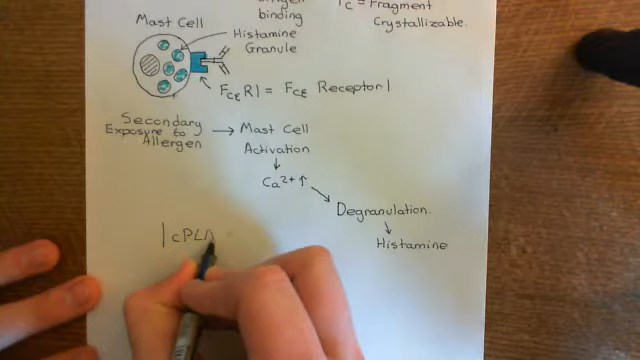 binding
Fc = Fragment
Crystallizable.
Mast Cell
Histamine
Granule
FcεRI = Fcε Receptor I
Secondary
Exposure to
Allergen
→ Mast Cell
Activation
Ca2+ ↑
Degranulation.
Histamine
cPLA